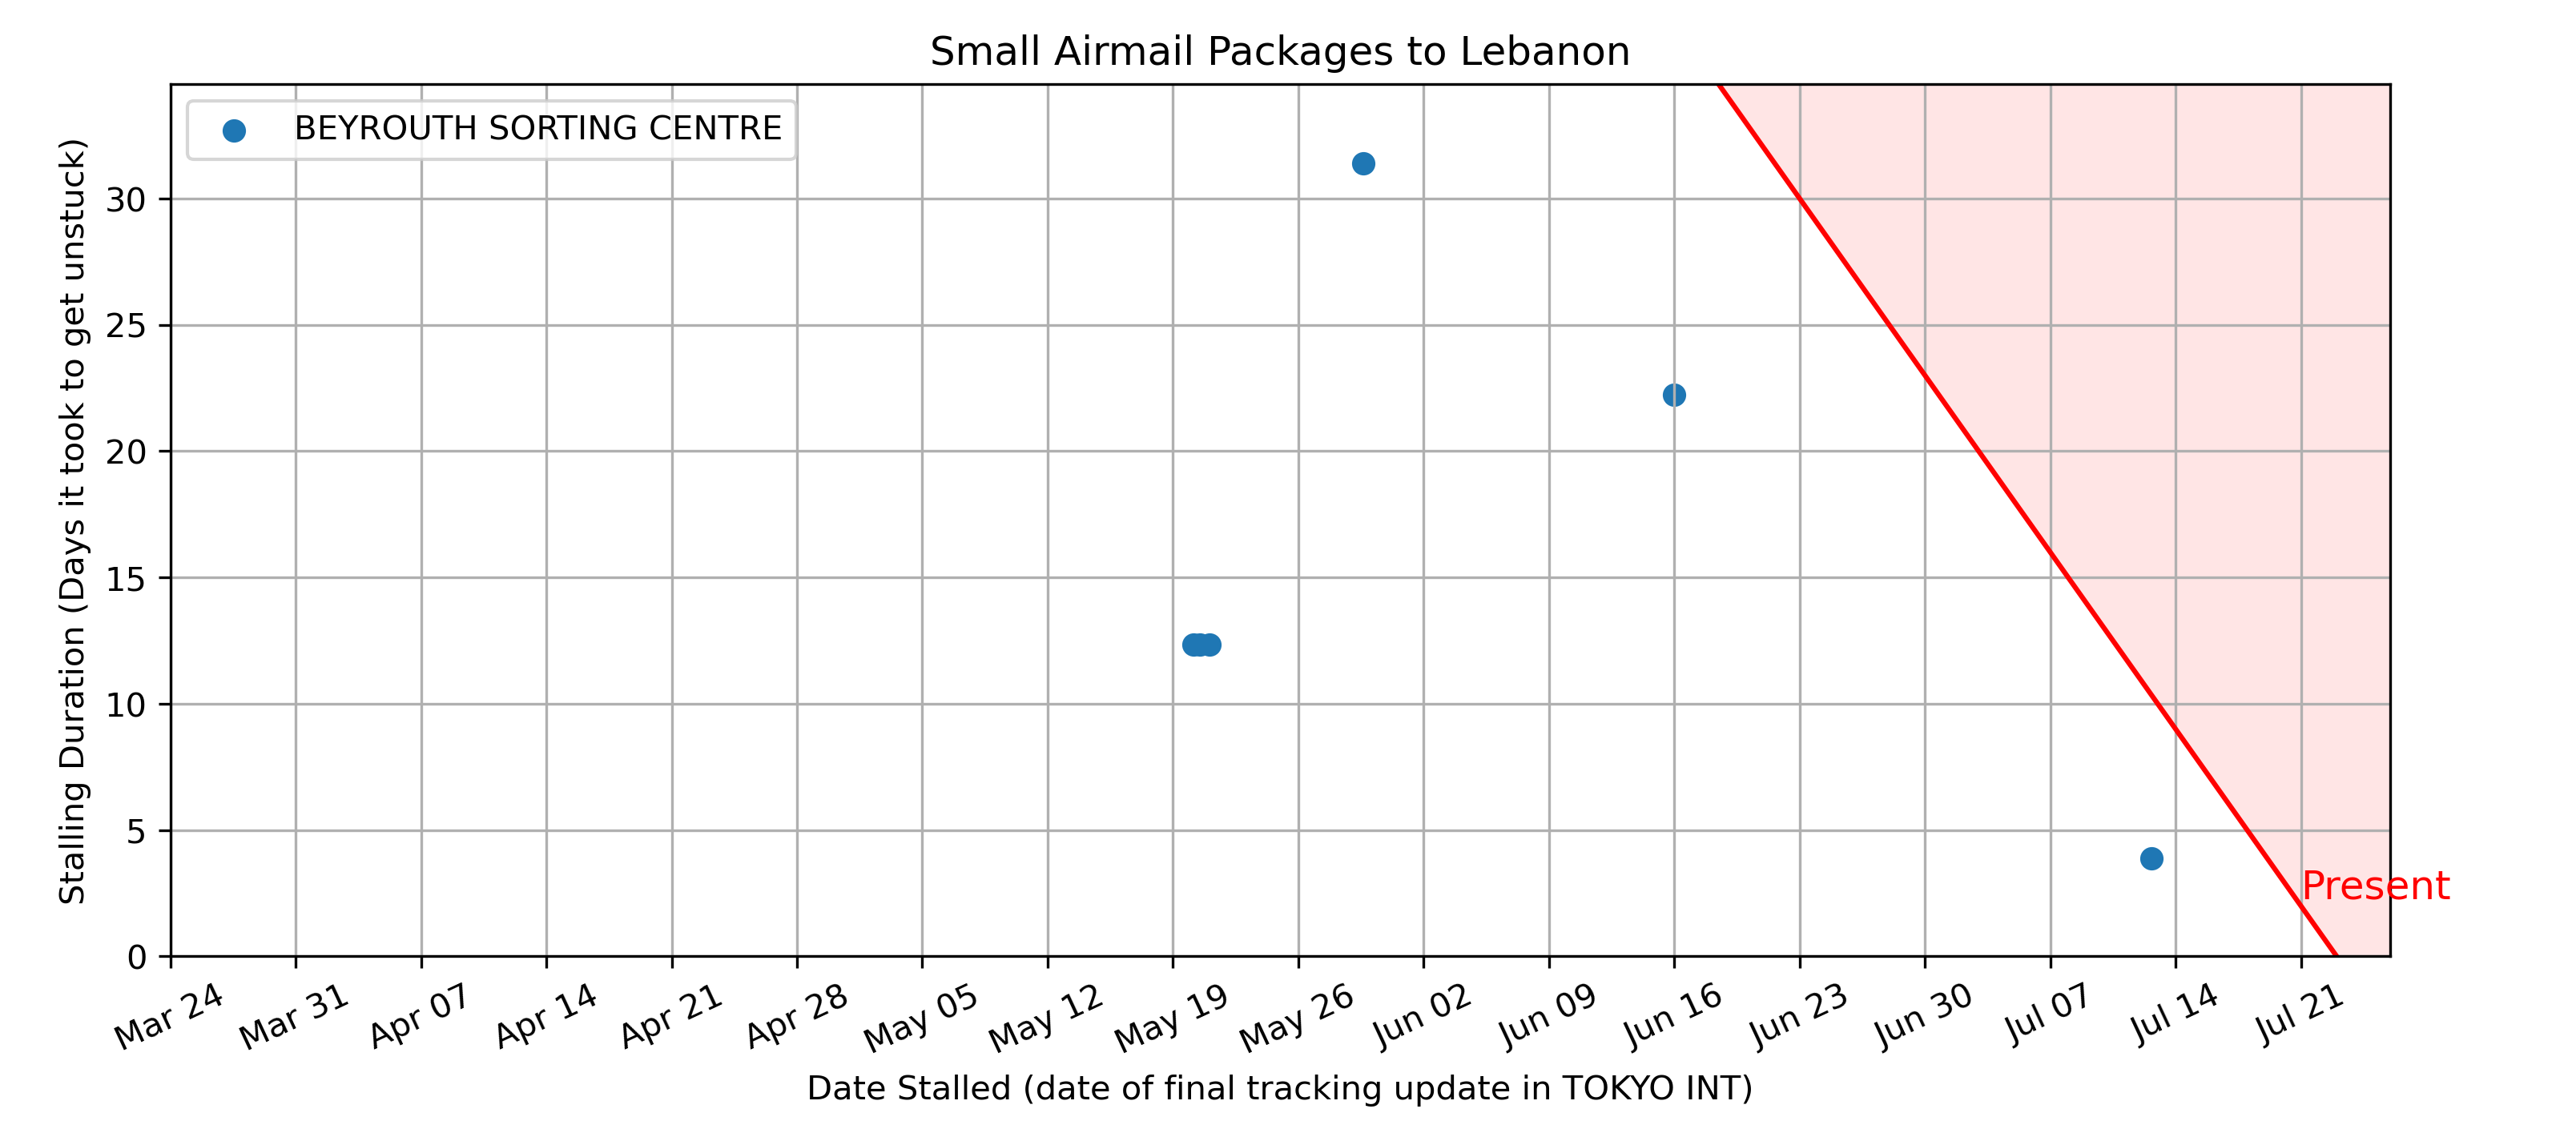 Small Airmail Packages to Lebanon
BEYROUTH SORTING CENTRE
Stalling Duration (Days it took to get unstuck)
30
25
20
15
10
5
0
Present
Mar 24
Mar 31
Apr 07
Apr 14
Apr 21
Apr 28
May 05
May 12
May 19
May 26
Jun 02
Jun 09
Jun 16
Jun 23
Jun 30
Jul 07
Jul 14
Jul 21
Date Stalled (date of final tracking update in TOKYO INT)